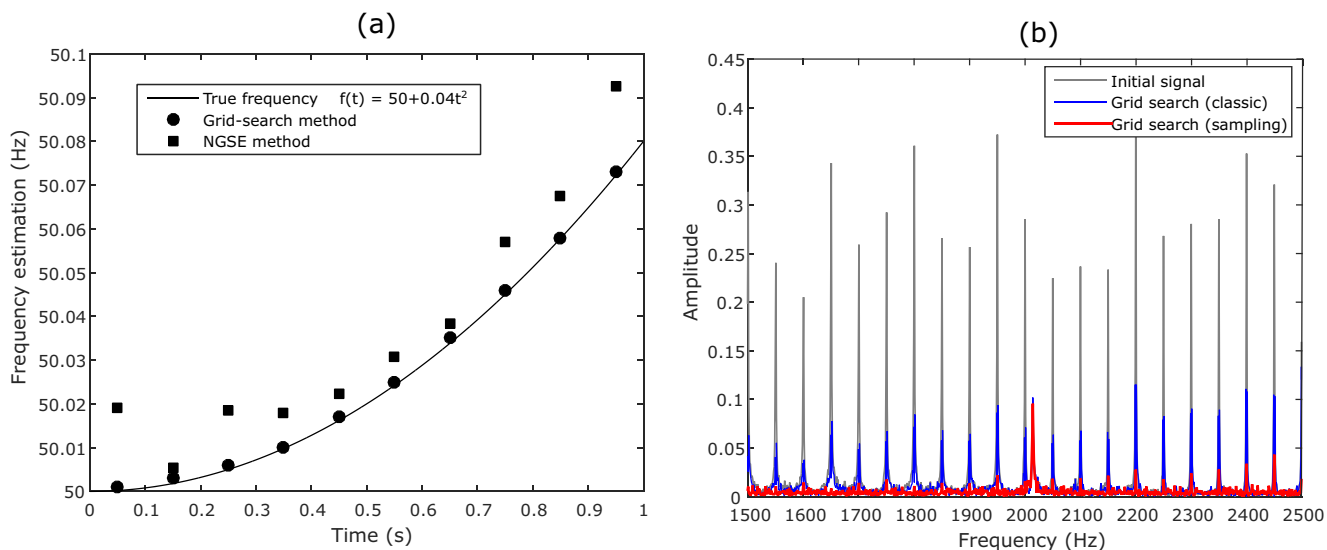 (a)
50.1
50.09
50.08
50.07
50.06
50.05
50.04
50.03
50.02
50.01
50
Frequency estimation (Hz)
True frequency f(t) = 50+0.04t²
Grid-search method
NGSE method
0 0.1 0.2 0.3 0.4 0.5 0.6 0.7 0.8 0.9 1
Time (s)
(b)
0.45
0.4
0.35
0.3
0.25
0.2
0.15
0.1
0.05
0
Amplitude
Initial signal
Grid search (classic)
Grid search (sampling)
1500 1600 1700 1800 1900 2000 2100 2200 2300 2400 2500
Frequency (Hz)